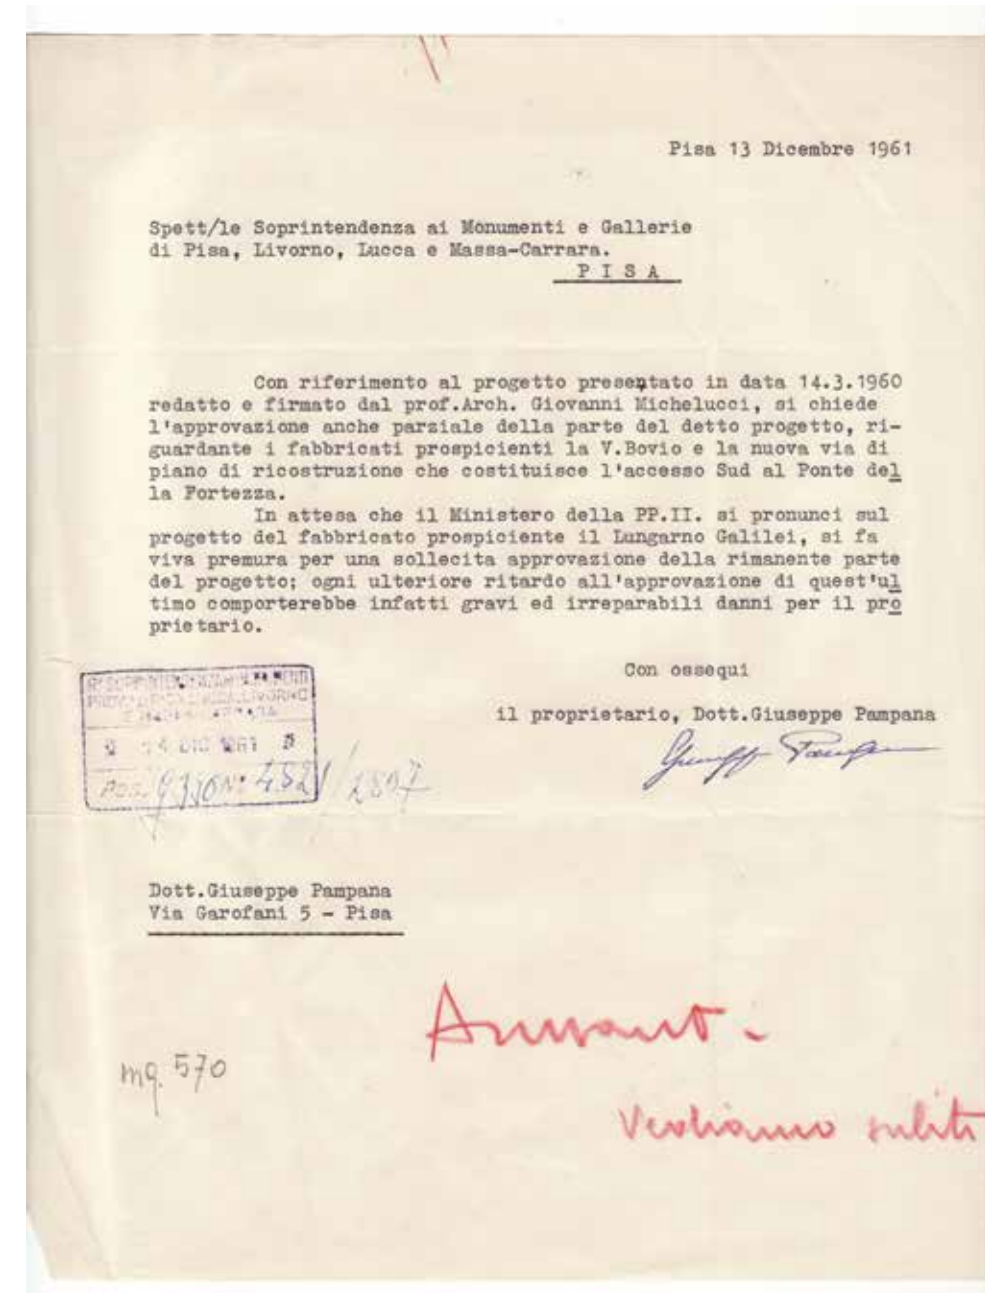 Pisa 13 Dicembre 1961
Spett/le Soprintendenza ai Monumenti e Gallerie
di Pisa, Livorno, Lucca e Massa-Carrara.
P I S A
Con riferimento al progetto presentato in data 14.3.1960
redatto e firmato dal prof.Arch. Giovanni Michelucci, si chiede
l'approvazione anche parziale della parte del detto progetto, ri-
guardante i fabbricati prospicienti la V.Bovio e la nuova via di
piano di ricostruzione che costituisce l'accesso Sud al Ponte del
la Fortezza.
In attesa che il Ministero della PP.II. si pronunci sul
progetto del fabbricato prospiciente il Lungarno Galilei, si fa
viva premura per una sollecita approvazione della rimanente parte
del progetto; ogni ulteriore ritardo all'approvazione di quest'ul
timo comporterebbe infatti gravi ed irreparabili danni per il pro
prietario.
Con ossequi
il proprietario, Dott.Giuseppe Pampana
LIVORNO
DIC 1961
N: 4521
Dott.Giuseppe Pampana
Via Garofani 5 - Pisa
mq. 570
Vediamo subito